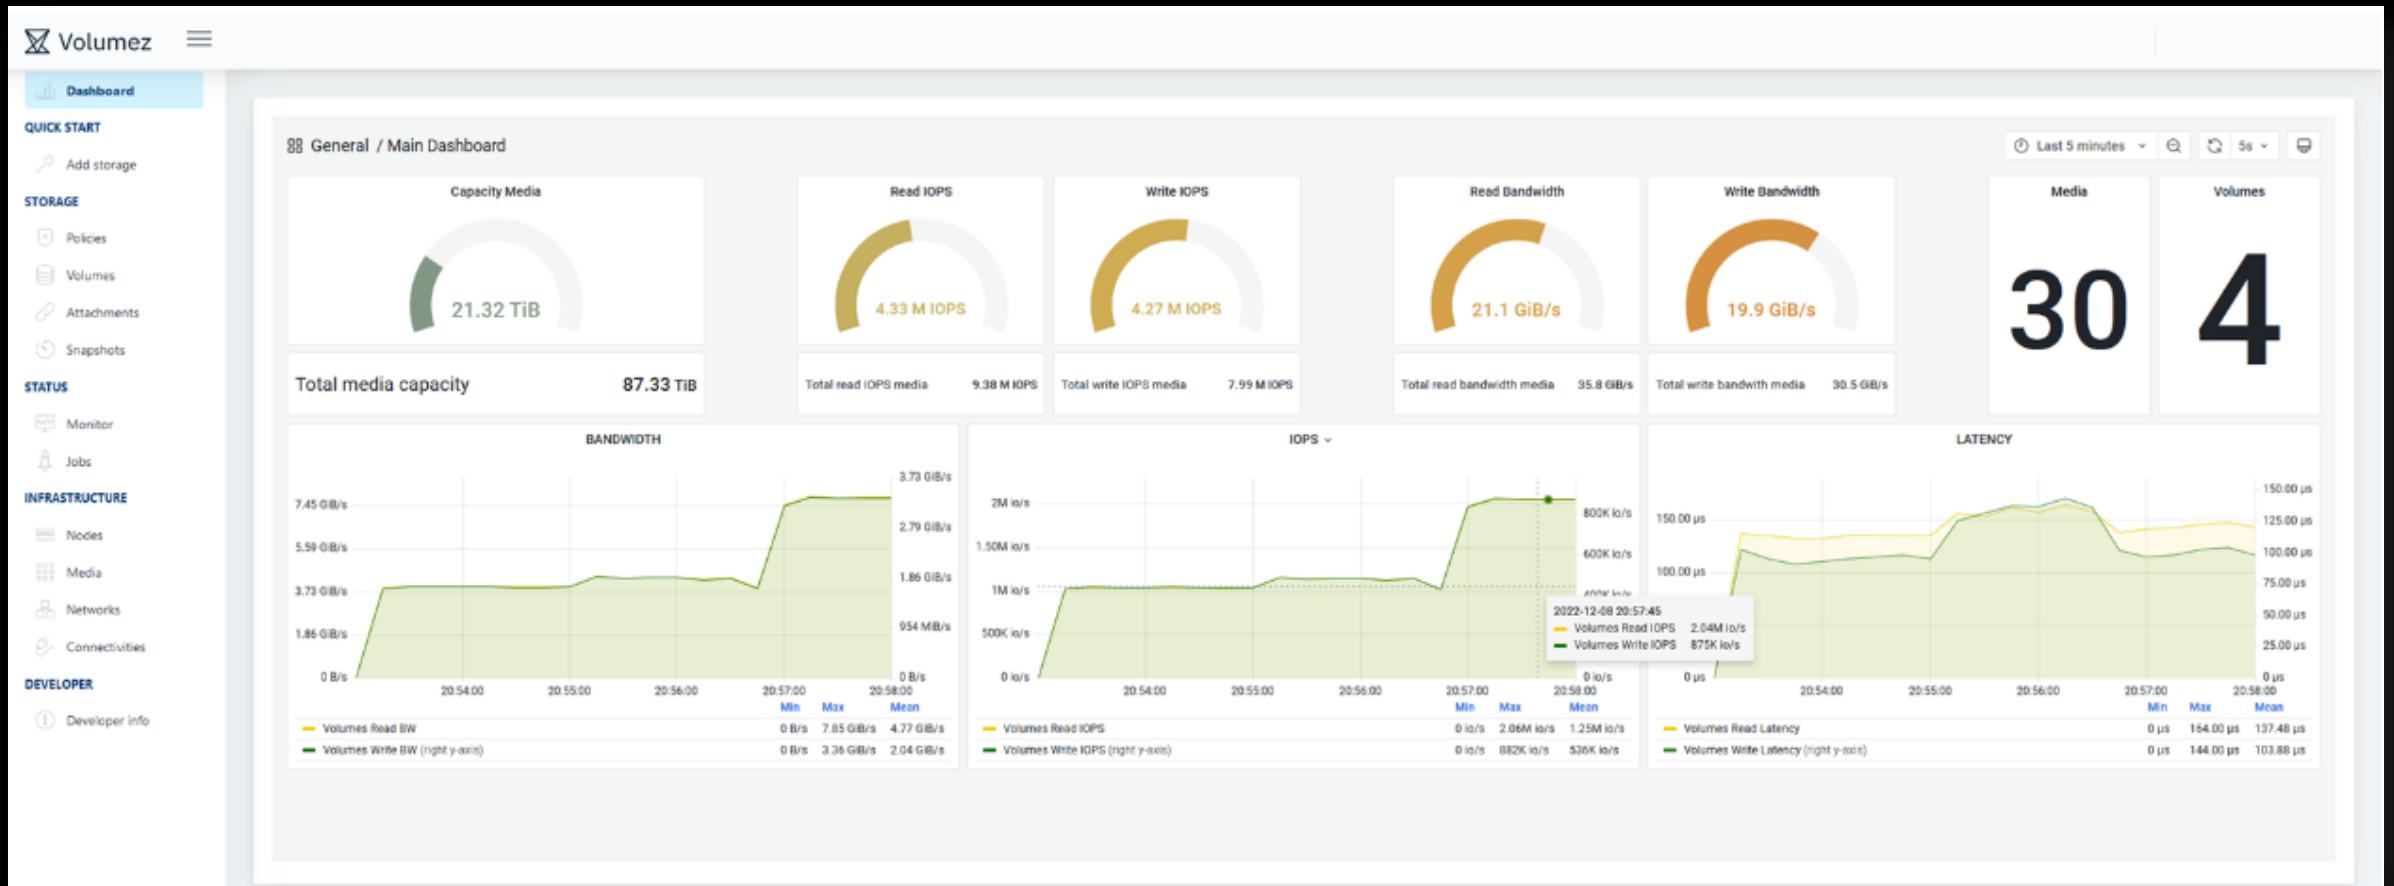 Volumez
Dashboard
QUICK START
Add storage
STORAGE
Policies
Volumes
Attachments
Snapshots
STATUS
Monitor
Jobs
INFRASTRUCTURE
Nodes
Media
Networks
Connectivities
DEVELOPER
Developer info
General / Main Dashboard
Last 5 minutes
5s
Capacity Media
21.32 TiB
Total media capacity 87.33 TiB
Read IOPS
4.33 M IOPS
Total read IOPS media 9.38 M IOPS
Write IOPS
4.27 M IOPS
Total write IOPS media 7.99 M IOPS
Read Bandwidth
21.1 GiB/s
Total read bandwidth media 35.8 GiB/s
Write Bandwidth
19.9 GiB/s
Total write bandwith media 30.5 GiB/s
Media
30
Volumes
4
BANDWIDTH
7.45 GiB/s
5.59 GiB/s
3.73 GiB/s
1.86 GiB/s
0 B/s
3.73 GiB/s
2.79 GiB/s
1.86 GiB/s
954 MiB/s
0 B/s
20:54:00 20:55:00 20:56:00 20:57:00 20:58:00
Min Max Mean
Volumes Read BW 0 B/s 7.85 GiB/s 4.77 GiB/s
Volumes Write BW (right y-axis) 0 B/s 3.36 GiB/s 2.04 GiB/s
IOPS
2M io/s
1.50M io/s
1M io/s
500K io/s
0 io/s
800K io/s
600K io/s
400K io/s
0 io/s
20:54:00 20:55:00 20:56:00 20:57:00 20:58:00
2022-12-08 20:57:45
Volumes Read IOPS 2.04M io/s
Volumes Write IOPS 875K io/s
Min Max Mean
Volumes Read IOPS 0 io/s 2.06M io/s 1.25M io/s
Volumes Write IOPS (right y-axis) 0 io/s 882K io/s 536K io/s
LATENCY
150.00 µs
100.00 µs
0 µs
150.00 µs
125.00 µs
100.00 µs
75.00 µs
50.00 µs
25.00 µs
0 µs
20:54:00 20:55:00 20:56:00 20:57:00 20:58:00
Min Max Mean
Volumes Read Latency 0 µs 164.00 µs 137.48 µs
Volumes Write Latency (right y-axis) 0 µs 144.00 µs 103.88 µs